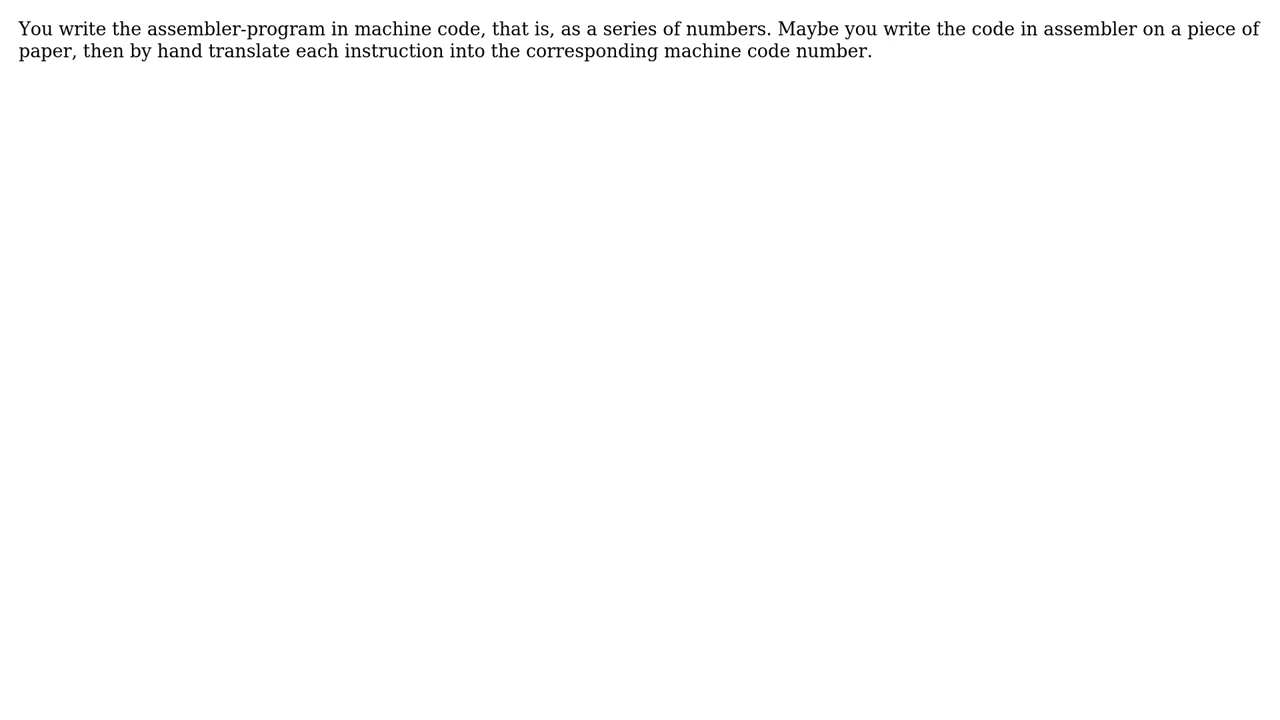 You write the assembler-program in machine code, that is, as a series of numbers. Maybe you write the code in assembler on a piece of
paper, then by hand translate each instruction into the corresponding machine code number.